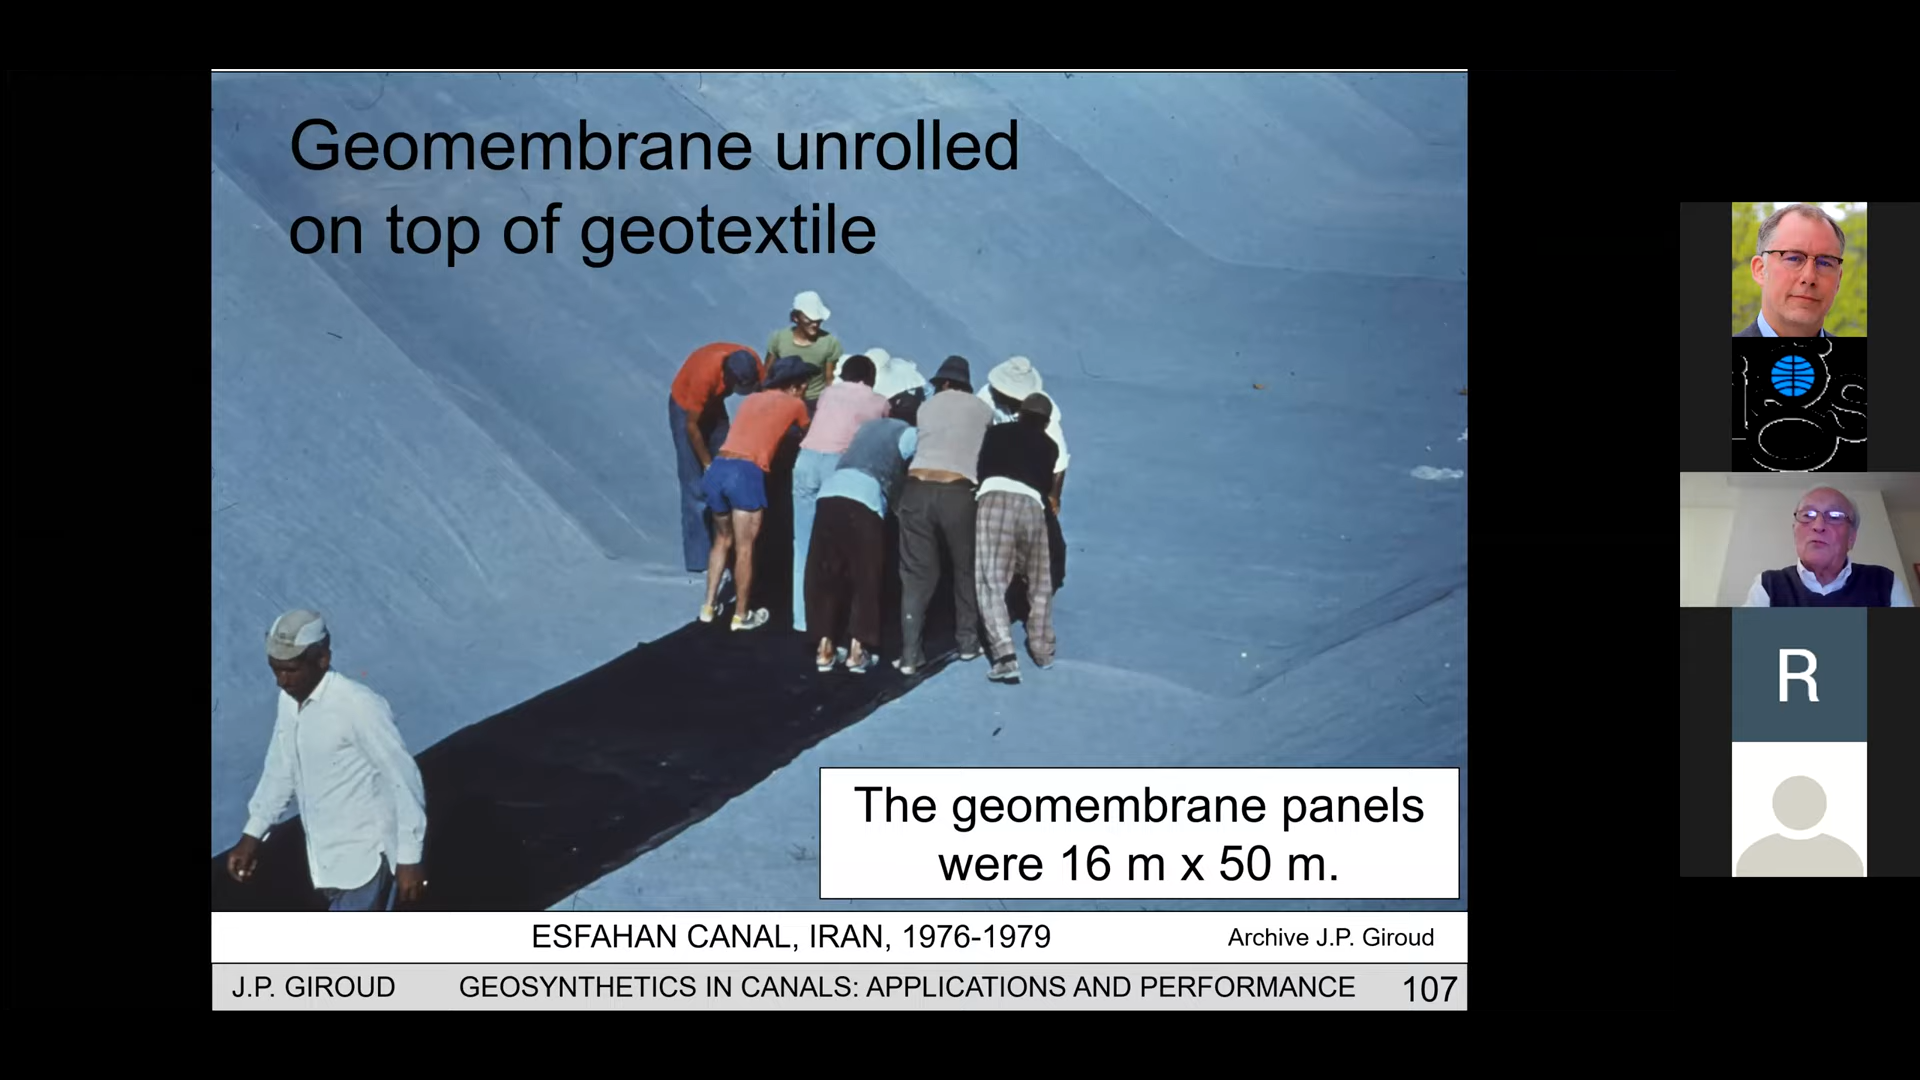 Geomembrane unrolled
on top of geotextile
The geomembrane panels
were 16 m x 50 m.
ESFAHAN CANAL, IRAN, 1976-1979
Archive J.P. Giroud
J.P. GIROUD
GEOSYNTHETICS IN CANALS: APPLICATIONS AND PERFORMANCE
107
R